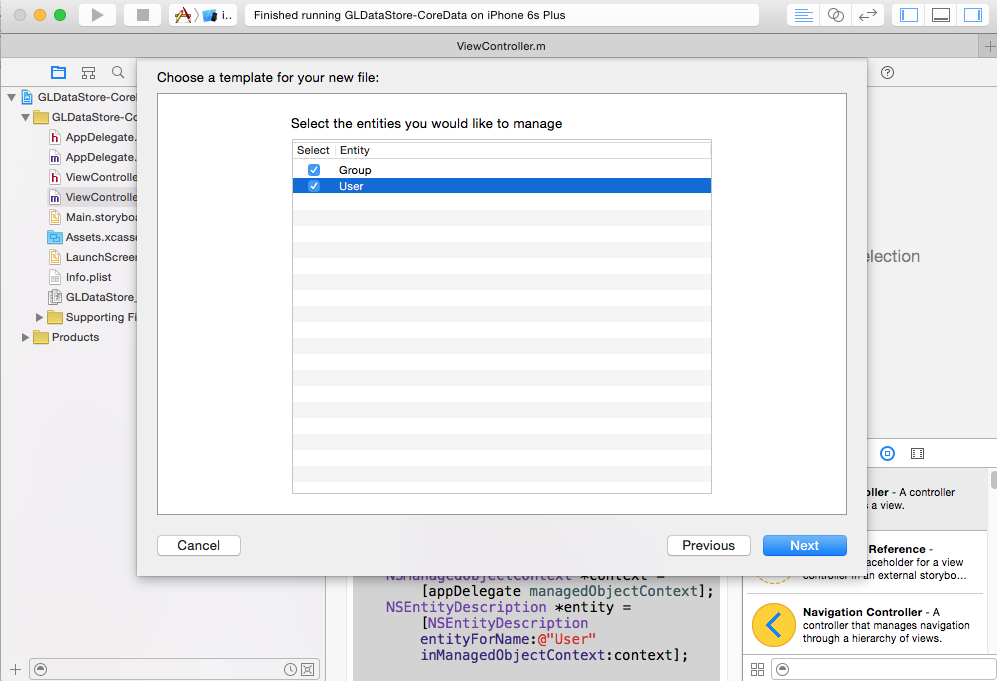 i..
Finished running GLDataStore-CoreData on iPhone 6s Plus
ViewController.m
Choose a template for your new file:
GLDataStore-Core
GLDataStore-Co
AppDelegate.
AppDelegate.
ViewControlle
ViewControlle
Main.storyboa
Assets.xcasse
LaunchScreen
Info.plist
GLDataStore_
Supporting Fi
Products
Select the entities you would like to manage
Select Entity
Group
User
election
Cancel
Previous
Next
oller - A controller
a view.
Reference -
aceholder for a view
controller in an external storybo...
Navigation Controller - A
controller that manages navigation
through a hierarchy of views.
NSManagedObjectContext *context =
[appDelegate managedObjectContext];
NSEntityDescription *entity =
[NSEntityDescription
entityForName:@"User"
inManagedObjectContext:context];